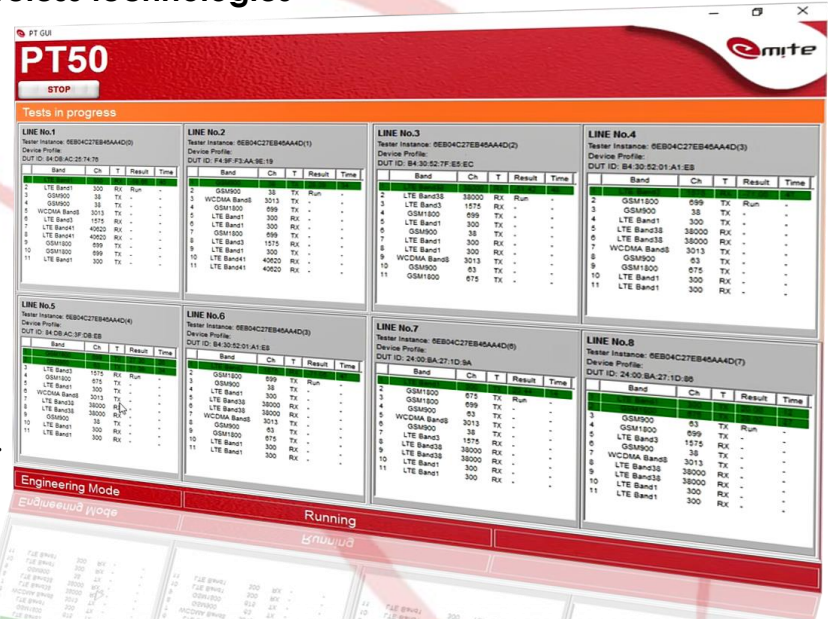 PT GUI
PT50
emite
STOP
Tests in progress
LINE No.1
Tester Instance: 6EB04C27EB46AA4D(0)
Device Profile:
DUT ID: 84:DB:AC:25:74:76
Band Ch T Result Time
2 LTE Band1 300 RX Run -
3 GSM900 38 TX - -
4 GSM900 38 TX - -
5 WCDMA Band8 3013 TX - -
6 LTE Band3 1575 RX - -
7 LTE Band41 40620 RX - -
8 LTE Band41 40620 RX - -
9 GSM1800 699 TX - -
10 GSM1800 699 TX - -
11 LTE Band1 300 RX - -
LINE No.2
Tester Instance: 6EB04C27EB46AA4D(1)
Device Profile:
DUT ID: F4:9F:F3:AA:9E:19
Band Ch T Result Time
2 GSM900 38 TX Run -
3 WCDMA Band8 3013 TX - -
4 GSM1800 699 TX - -
5 LTE Band1 300 RX - -
6 LTE Band1 300 RX - -
7 GSM1800 699 TX - -
8 LTE Band3 1575 RX - -
9 LTE Band1 300 RX - -
10 LTE Band41 40620 RX - -
11 LTE Band41 40620 RX - -
LINE No.3
Tester Instance: 6EB04C27EB46AA4D(2)
Device Profile:
DUT ID: B4:30:52:7F:E5:EC
Band Ch T Result Time
2 LTE Band38 38000 RX Run -
3 LTE Band3 1575 RX - -
4 GSM1800 699 TX - -
5 LTE Band1 300 RX - -
6 GSM900 38 TX - -
7 LTE Band1 300 RX - -
8 LTE Band1 300 RX - -
9 WCDMA Band8 3013 TX - -
10 GSM900 63 TX - -
11 GSM1800 675 TX - -
LINE No.4
Tester Instance: 6EB04C27EB46AA4D(3)
Device Profile:
DUT ID: B4:30:52:01:A1:E8
Band Ch T Result Time
2 GSM1800 699 TX Run -
3 GSM900 38 TX - -
4 LTE Band1 300 RX - -
5 LTE Band38 38000 RX - -
6 LTE Band38 38000 RX - -
7 WCDMA Band8 3013 TX - -
8 GSM900 63 TX - -
9 GSM1800 675 TX - -
10 LTE Band1 300 RX - -
11 LTE Band1 300 RX - -
LINE No.5
Tester Instance: 6EB04C27EB46AA4D(4)
Device Profile:
DUT ID: 84:DB:AC:3F:DB:EB
Band Ch T Result Time
3 LTE Band3 1575 RX Run -
4 GSM1800 675 TX - -
5 LTE Band1 300 RX - -
6 WCDMA Band8 3013 TX - -
7 LTE Band38 38000 RX - -
8 LTE Band38 38000 RX - -
9 GSM900 38 TX - -
10 LTE Band1 300 RX - -
11 LTE Band1 300 RX - -
LINE No.6
Tester Instance: 6EB04C27EB46AA4D(3)
Device Profile:
DUT ID: B4:30:52:01:A1:E8
Band Ch T Result Time
2 GSM1800 699 TX Run -
3 GSM900 38 TX - -
4 LTE Band1 300 RX - -
5 LTE Band38 38000 RX - -
6 LTE Band38 38000 RX - -
7 WCDMA Band8 3013 TX - -
8 GSM900 63 TX - -
9 GSM1800 675 TX - -
10 LTE Band1 300 RX - -
11 LTE Band1 300 RX - -
LINE No.7
Tester Instance: 6EB04C27EB46AA4D(6)
Device Profile:
DUT ID: 24:00:BA:27:1D:9A
Band Ch T Result Time
2 GSM1800 675 TX Run -
3 GSM1800 699 TX - -
4 GSM900 63 TX - -
5 WCDMA Band8 3013 TX - -
6 GSM900 38 TX - -
7 LTE Band3 1575 RX - -
8 LTE Band38 38000 RX - -
9 LTE Band38 38000 RX - -
10 LTE Band1 300 RX - -
11 LTE Band1 300 RX - -
LINE No.8
Tester Instance: 6EB04C27EB46AA4D(7)
Device Profile:
DUT ID: 24:00:BA:27:1D:86
Band Ch T Result Time
GSM900 63 TX Run -
GSM1800 699 TX - -
LTE Band3 1575 RX - -
GSM900 38 TX - -
WCDMA Band8 3013 TX - -
LTE Band38 38000 RX - -
LTE Band38 38000 RX - -
LTE Band1 300 RX - -
LTE Band1 300 RX - -
Engineering Mode
Running